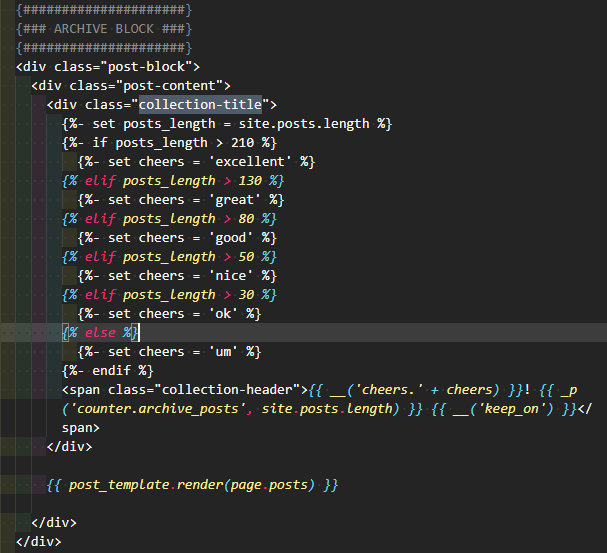 {#####################}
{### ARCHIVE BLOCK ###}
{#####################}
<div class="post-block">
<div class="post-content">
<div class="collection-title">
{%- set posts_length = site.posts.length %}
{%- if posts_length > 210 %}
{%- set cheers = 'excellent' %}
{% elif posts_length > 130 %}
{%- set cheers = 'great' %}
{% elif posts_length > 80 %}
{%- set cheers = 'good' %}
{% elif posts_length > 50 %}
{%- set cheers = 'nice' %}
{% elif posts_length > 30 %}
{%- set cheers = 'ok' %}
{% else %}
{%- set cheers = 'um' %}
{%- endif %}
<span class="collection-header">{{ __('cheers.' + cheers) }}! {{ _p
('counter.archive_posts', site.posts.length) }} {{ __('keep_on') }}</
span>
</div>
{{ post_template.render(page.posts) }}
</div>
</div>